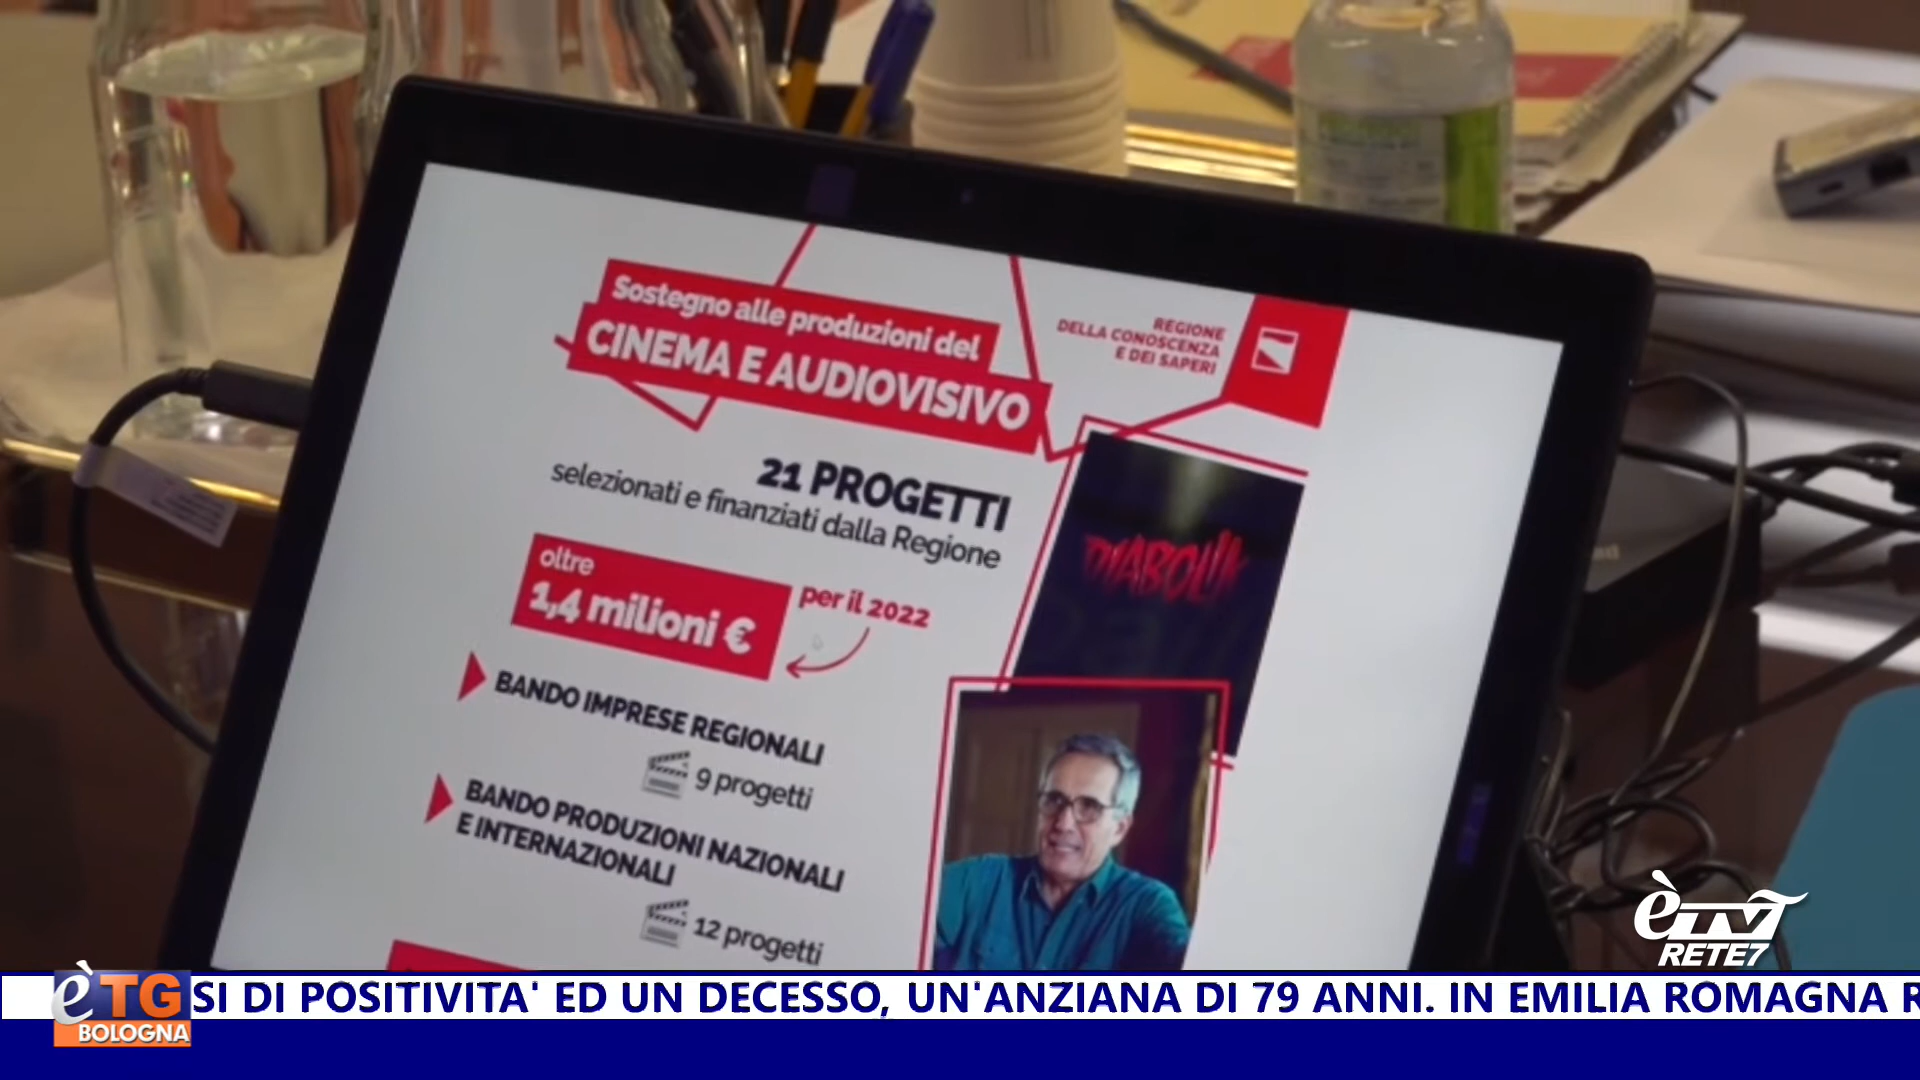 Sostegno alle produzioni del
CINEMA E AUDIOVISIVO
REGIONE
DELLA CONOSCENZA
E DEI SAPERI
21 PROGETTI
selezionati e finanziati dalla Regione
DIABOLIK
oltre
1,4 milioni €
per il 2022
BANDO IMPRESE REGIONALI
9 progetti
BANDO PRODUZIONI NAZIONALI
E INTERNAZIONALI
12 progetti
èTV
RETE7
è TG
BOLOGNA
SI DI POSITIVITA' ED UN DECESSO, UN'ANZIANA DI 79 ANNI. IN EMILIA ROMAGNA R